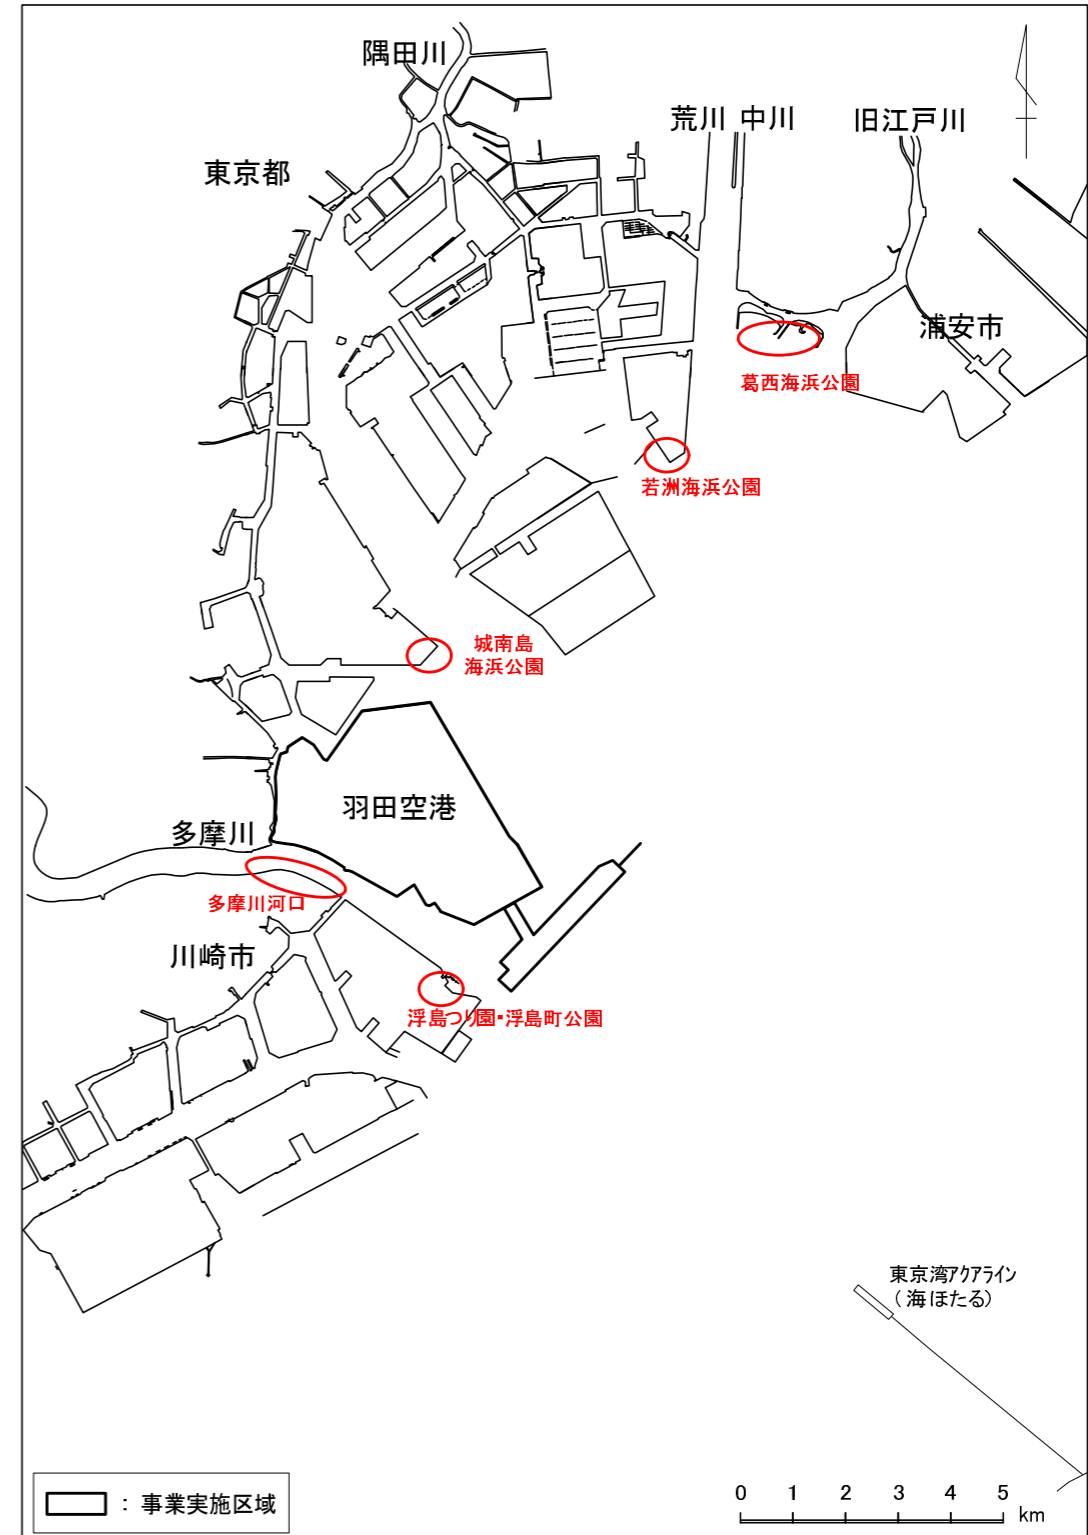 隅田川
荒川 中川
旧江戸川
東京都
浦安市
葛西海浜公園
若洲海浜公園
城南島
海浜公園
羽田空港
多摩川
多摩川河口
川崎市
浮島つり園・浮島町公園
東京湾アクアライン
（海ほたる）
：事業実施区域
0 1 2 3 4 5
km